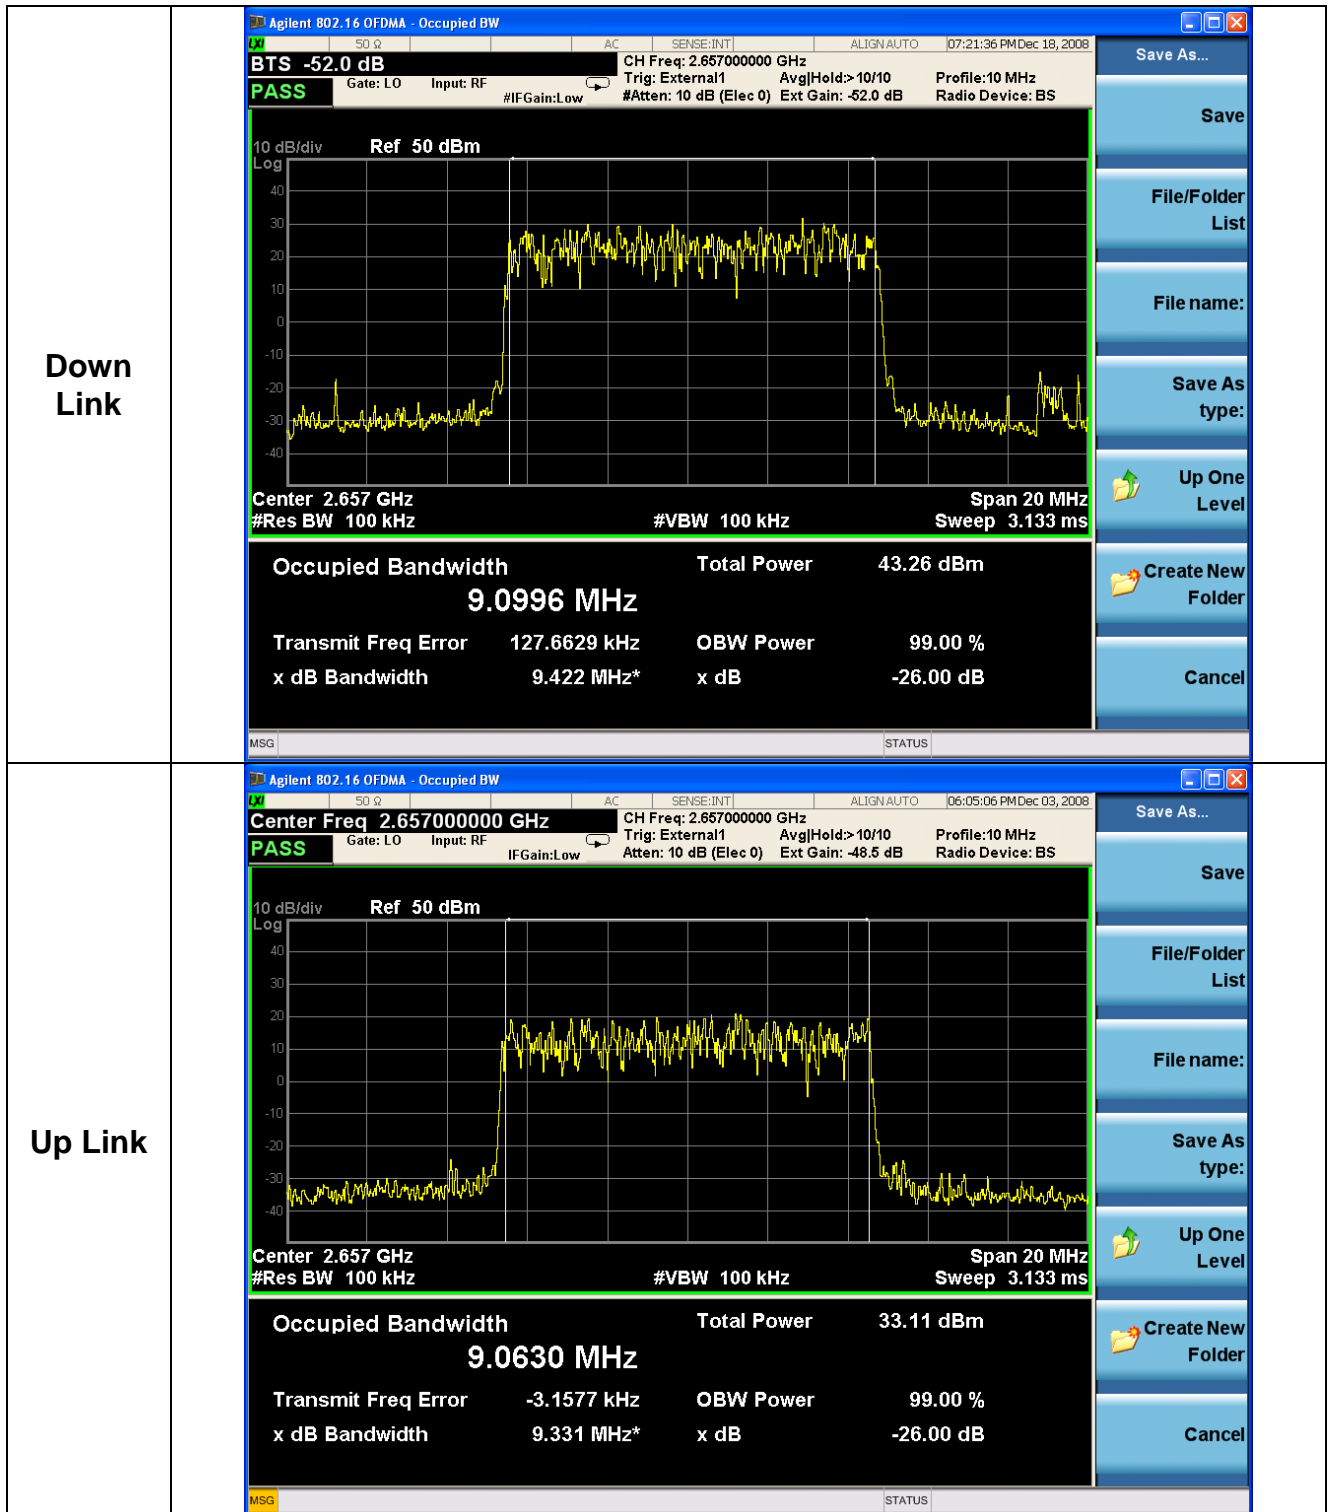 Down
Link
Agilent 802.16 OFDMA - Occupied BW
LXI 50 Ω AC SENSE:INT ALIGN AUTO 07:21:36 PM Dec 18, 2008
BTS -52.0 dB
CH Freq: 2.657000000 GHz
PASS
Gate: LO Input: RF
#IFGain:Low
Trig: External1 Avg|Hold:> 10/10 Profile:10 MHz
#Atten: 10 dB (Elec 0) Ext Gain: -52.0 dB Radio Device: BS
10 dB/div Ref 50 dBm
Log
40
30
20
10
0
-10
-20
-30
-40
Center 2.657 GHz Span 20 MHz
#Res BW 100 kHz #VBW 100 kHz Sweep 3.133 ms
Occupied Bandwidth Total Power 43.26 dBm
9.0996 MHz
Transmit Freq Error 127.6629 kHz OBW Power 99.00 %
x dB Bandwidth 9.422 MHz* x dB -26.00 dB
MSG STATUS
Save As...
Save
File/Folder
List
File name:
Save As
type:
Up One
Level
Create New
Folder
Cancel
Up Link
Agilent 802.16 OFDMA - Occupied BW
LXI 50 Ω AC SENSE:INT ALIGN AUTO 06:05:06 PM Dec 03, 2008
Center Freq 2.657000000 GHz
CH Freq: 2.657000000 GHz
PASS
Gate: LO Input: RF
IFGain:Low
Trig: External1 Avg|Hold:> 10/10 Profile:10 MHz
Atten: 10 dB (Elec 0) Ext Gain: -48.5 dB Radio Device: BS
10 dB/div Ref 50 dBm
Log
40
30
20
10
0
-10
-20
-30
-40
Center 2.657 GHz Span 20 MHz
#Res BW 100 kHz #VBW 100 kHz Sweep 3.133 ms
Occupied Bandwidth Total Power 33.11 dBm
9.0630 MHz
Transmit Freq Error -3.1577 kHz OBW Power 99.00 %
x dB Bandwidth 9.331 MHz* x dB -26.00 dB
MSG STATUS
Save As...
Save
File/Folder
List
File name:
Save As
type:
Up One
Level
Create New
Folder
Cancel